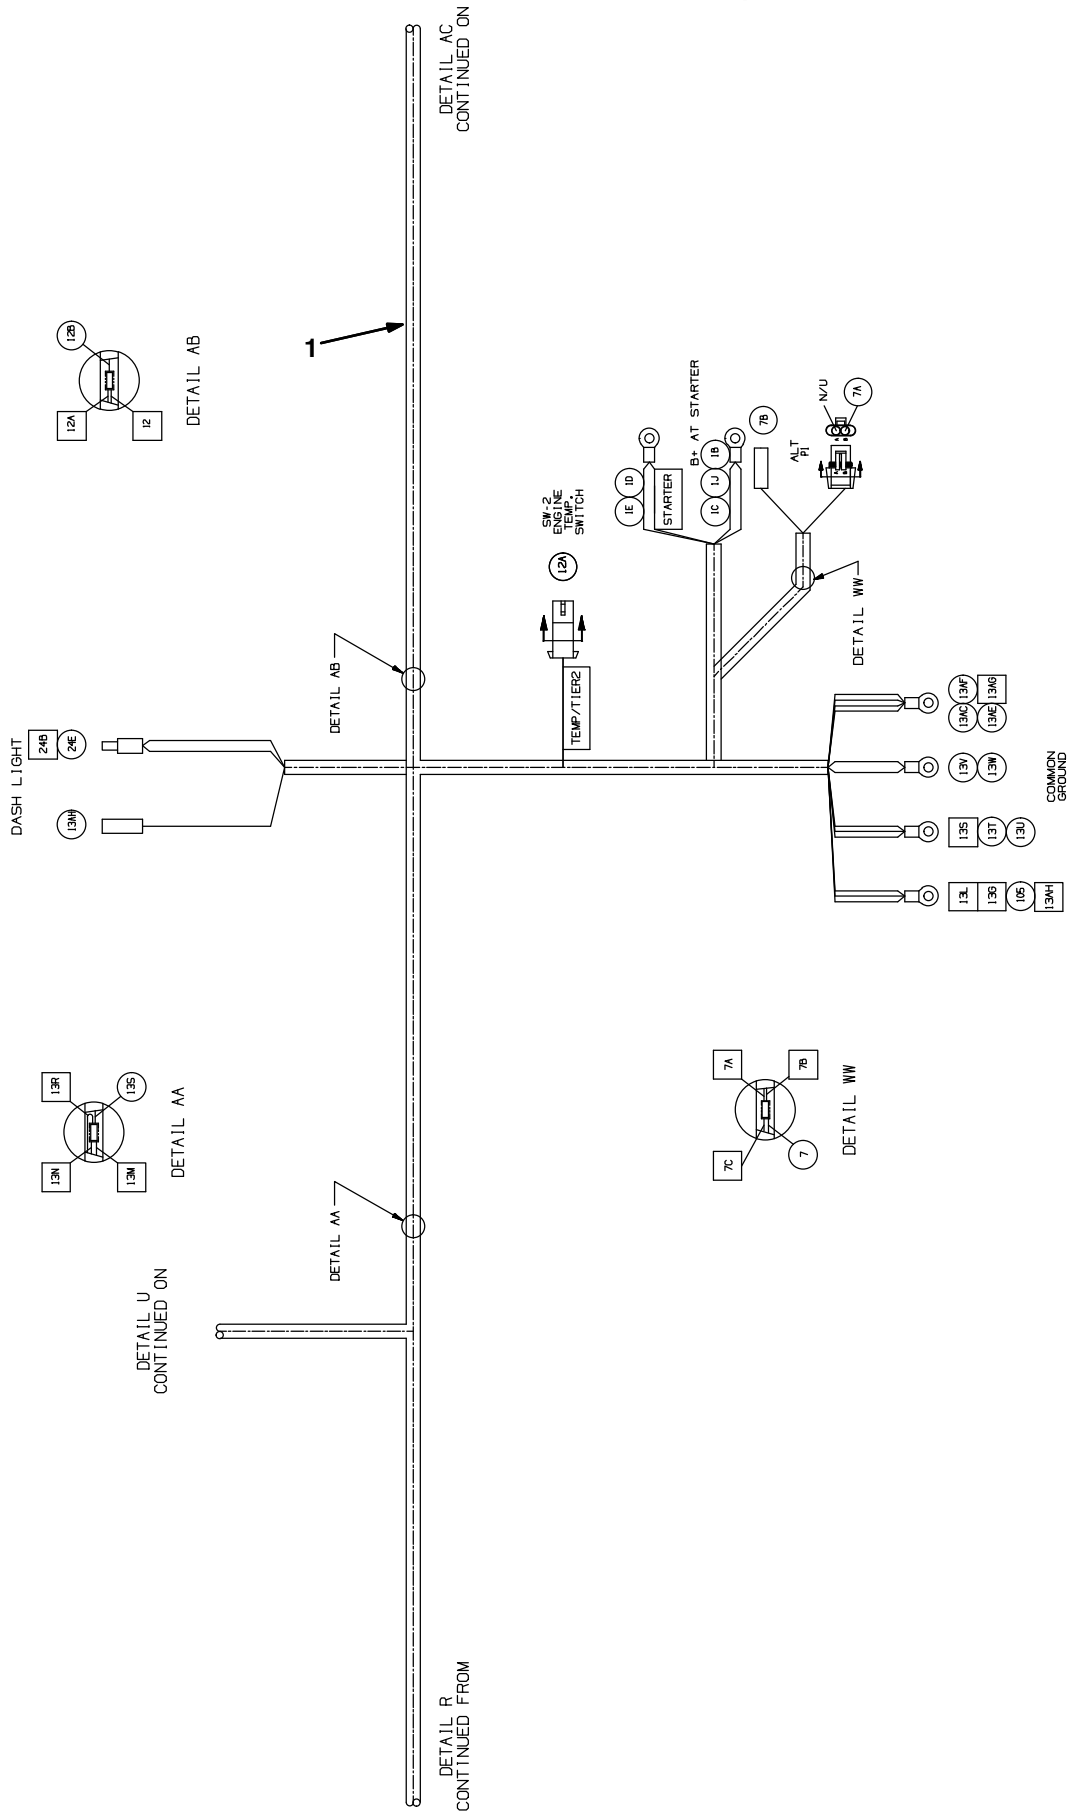 DETAIL AC
CONTINUED ON
12B
12A
12
DETAIL AB
1
DETAIL AB
DASH LIGHT
24B
24E
13AH
SW-2
ENGINE
TEMP.
SWITCH
12A
TEMP/TIER2
1E
1D
STARTER
B+ AT STARTER
1C
1J
1B
7B
ALT
P1
N/U
7A
A
B
A
B
DETAIL WW
13AF
13AG
13AC
13AE
13V
13W
13S
13T
13U
13L
13G
10S
13AH
COMMON
GROUND
13R
13S
13N
13M
DETAIL AA
DETAIL AA
7A
7B
7C
7
DETAIL WW
DETAIL U
CONTINUED ON
DETAIL R
CONTINUED FROM